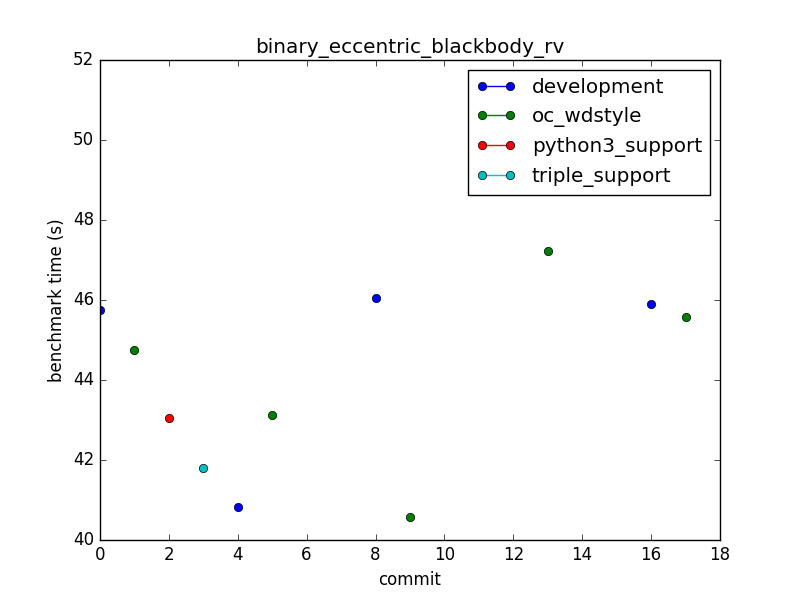 binary_eccentric_blackbody_rv
development
oc_wdstyle
python3_support
triple_support
benchmark time (s)
52
50
48
46
44
42
40
0 2 4 6 8 10 12 14 16 18
commit